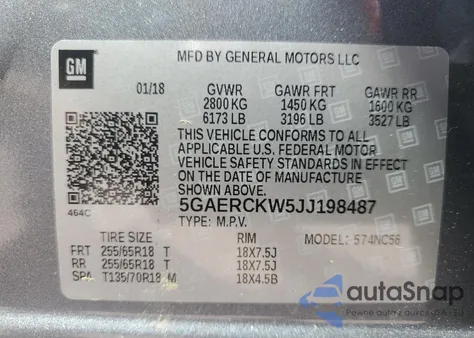 GM
MFD BY GENERAL MOTORS LLC
01/18 GVWR GAWR FRT GAWR RR
2800 KG 1450 KG 1600 KG
6173 LB 3196 LB 3527 LB
THIS VEHICLE CONFORMS TO ALL
APPLICABLE U.S. FEDERAL MOTOR
VEHICLE SAFETY STANDARDS IN EFFECT
ON THE DATE OF MANUFACTURE
SHOWN ABOVE.
464C
5GAERCKW5JJ198487
TYPE: M.P.V.
TIRE SIZE RIM MODEL: 574NC56
FRT 255/65R18 T 18X7.5J
RR 255/65R18 T 18X7.5J
SPA T135/70R18 M 18X4.5B
autoSnap
Pewne auto z